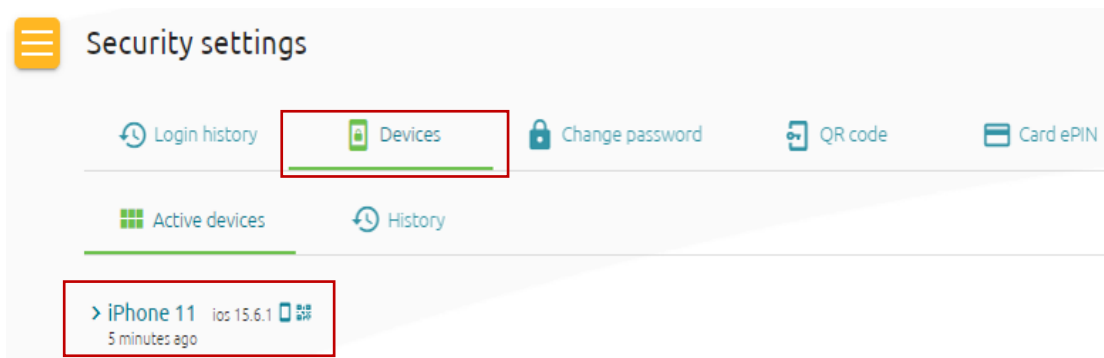 Security settings
Login history Devices Change password QR code Card ePIN
Active devices History
iPhone 11 ios 15.6.1
5 minutes ago